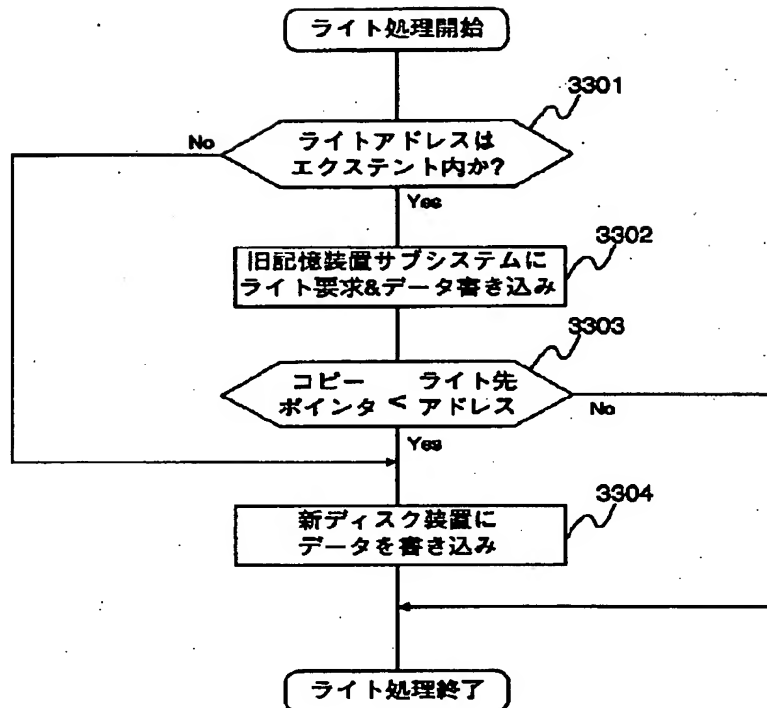 ライト処理開始
3301
No
ライトアドレスは
エクステント内か?
Yes
3302
旧記憶装置サブシステムに
ライト要求&データ書き込み
3303
コピー ライト先
ポインタ < アドレス
No
Yes
3304
新ディスク装置に
データを書き込み
ライト処理終了